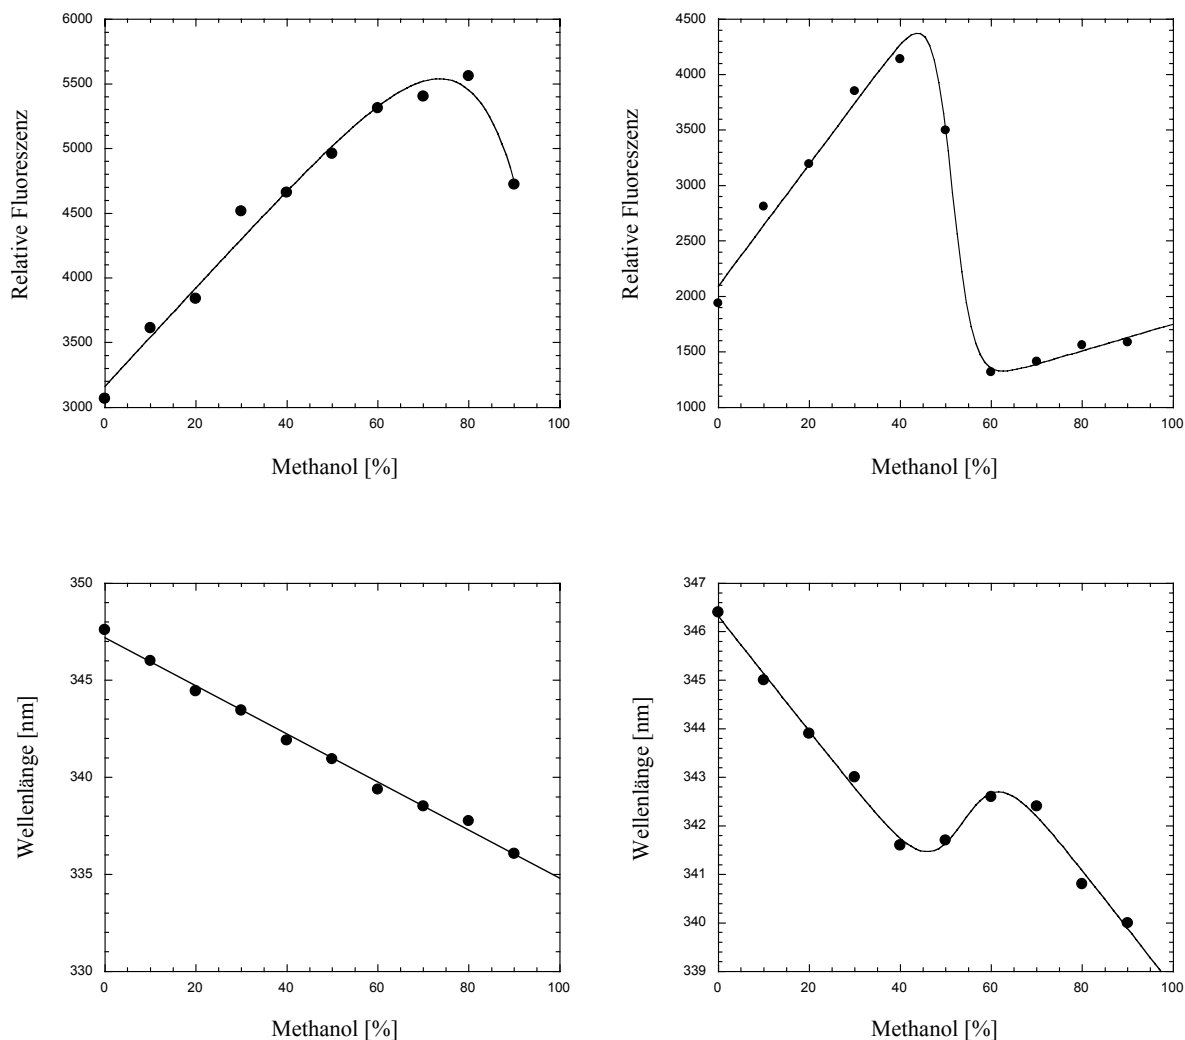 6000
5500
5000
4500
4000
3500
3000
Relative Fluoreszenz
0 20 40 60 80 100
Methanol [%]
4500
4000
3500
3000
2500
2000
1500
1000
Relative Fluoreszenz
0 20 40 60 80 100
Methanol [%]
350
345
340
335
330
Wellenlänge [nm]
0 20 40 60 80 100
Methanol [%]
347
346
345
344
343
342
341
340
339
Wellenlänge [nm]
0 20 40 60 80 100
Methanol [%]